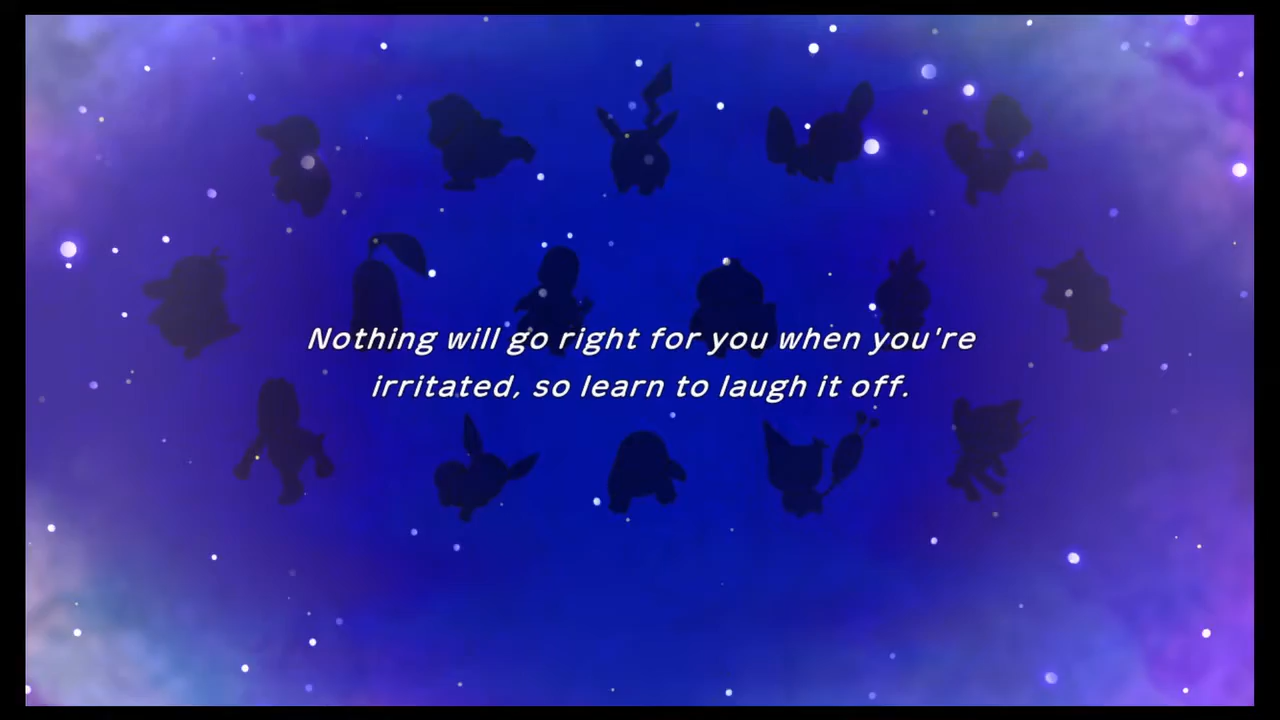 Nothing will go right for you when you're
irritated, so learn to laugh it off.